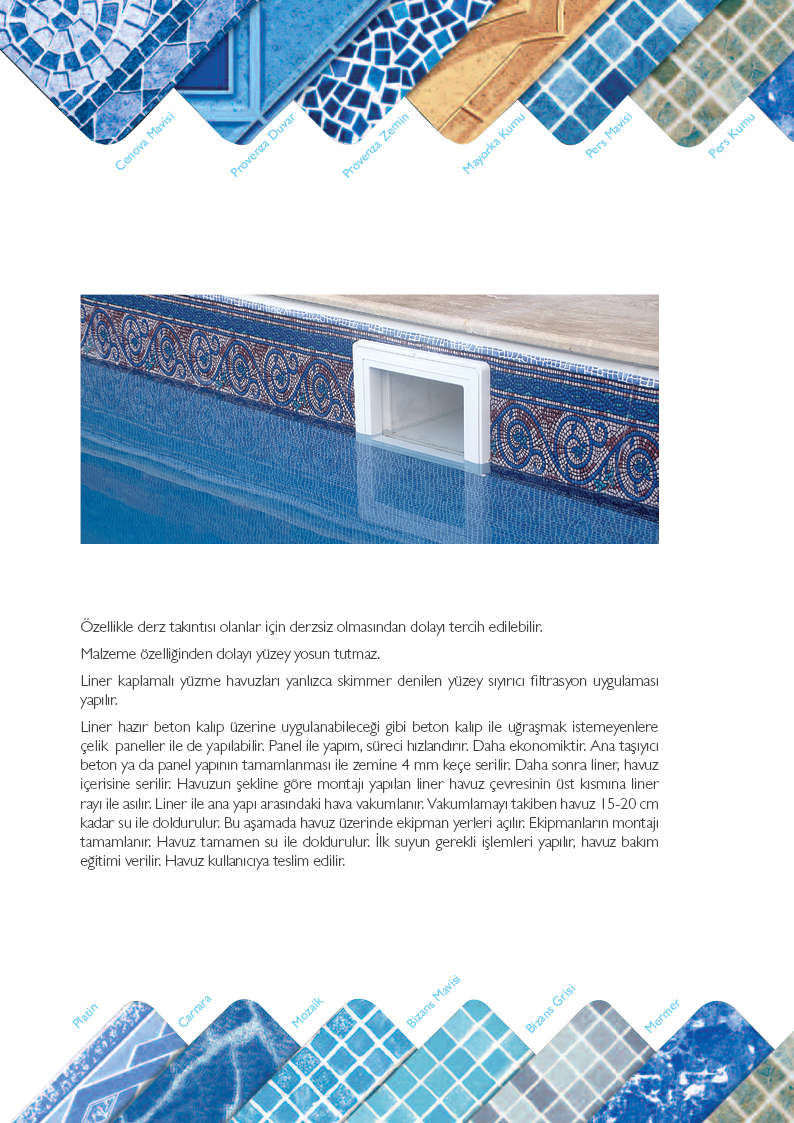 Cenova Mavisi
Provenza Duvar
Provenza Zemin
Mayorka Kumu
Pers Mavisi
Pers Kumu
Özellikle derz takıntısı olanlar için derzsiz olmasından dolayı tercih edilebilir.
Malzeme özelliğinden dolayı yüzey yosun tutmaz.
Liner kaplamalı yüzme havuzları yanlızca skimmer denilen yüzey sıyırıcı filtrasyon uygulaması
yapılır.
Liner hazır beton kalıp üzerine uygulanabileceği gibi beton kalıp ile uğraşmak istemeyenlere
çelik paneller ile de yapılabilir. Panel ile yapım, süreci hızlandırır. Daha ekonomiktir. Ana taşıyıcı
beton ya da panel yapının tamamlanması ile zemine 4 mm keçe serilir. Daha sonra liner, havuz
içerisine serilir. Havuzun şekline göre montajı yapılan liner havuz çevresinin üst kısmına liner
rayı ile asılır. Liner ile ana yapı arasındaki hava vakumlanır. Vakumlamayı takiben havuz 15-20 cm
kadar su ile doldurulur. Bu aşamada havuz üzerinde ekipman yerleri açılır. Ekipmanların montajı
tamamlanır. Havuz tamamen su ile doldurulur. İlk suyun gerekli işlemleri yapılır, havuz bakım
eğitimi verilir. Havuz kullanıcıya teslim edilir.
Platin
Carrara
Mozaik
Bizans Mavisi
Bizans Grisi
Mermer